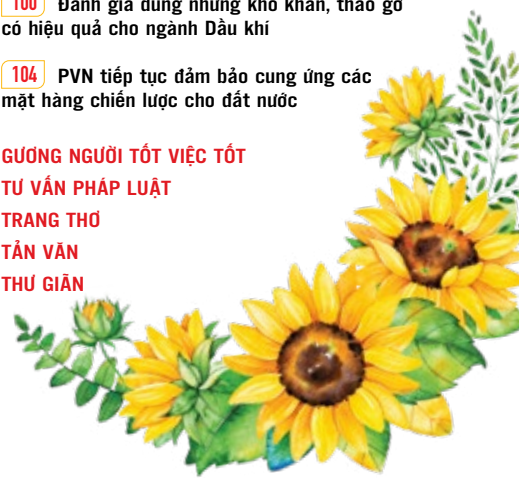 100 Đánh giá đúng những khó khăn, tháo gỡ
có hiệu quả cho ngành Dầu khí
104 PVN tiếp tục đảm bảo cung ứng các
mặt hàng chiến lược cho đất nước
GƯƠNG NGƯỜI TỐT VIỆC TỐT
TƯ VẤN PHÁP LUẬT
TRANG THƠ
TẢN VĂN
THƯ GIÃN